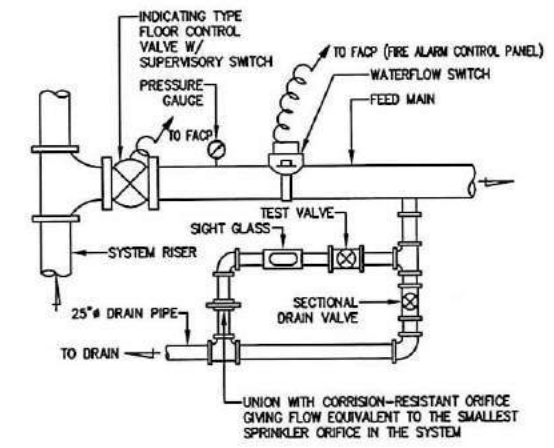 INDICATING TYPE
FLOOR CONTROL
VALVE W/
SUPERVISORY SWITCH
PRESSURE
GAUGE
TO FACP
TO FACP (FIRE ALARM CONTROL PANEL)
WATERFLOW SWITCH
FEED MAIN
TEST VALVE
SIGHT GLASS
SYSTEM RISER
SECTIONAL
DRAIN VALVE
25"ø DRAIN PIPE
TO DRAIN
UNION WITH CORRISION-RESISTANT ORIFICE
GIVING FLOW EQUIVALENT TO THE SMALLEST
SPRINKLER ORIFICE IN THE SYSTEM